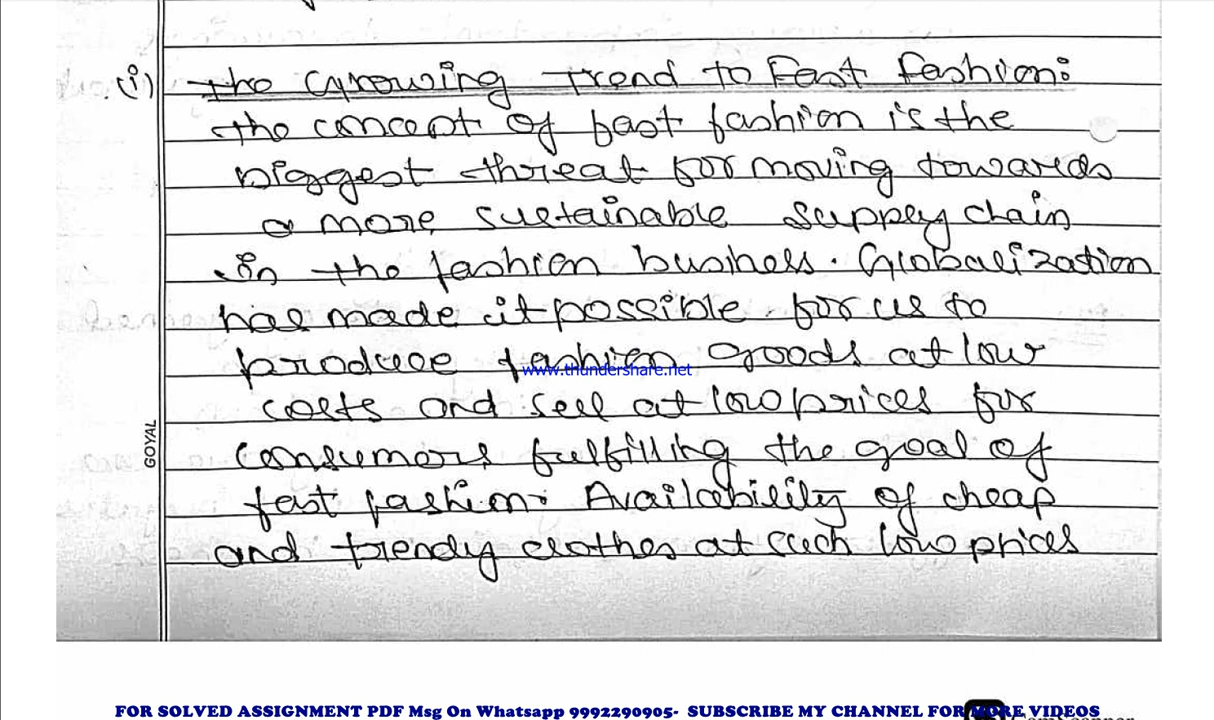 (i) The Growing Trend to Fast Fashion:
The concept of fast fashion is the
biggest threat for moving towards
a more sustainable supply chain
in the fashion business. Globalization
has made it possible for us to
produce fashion goods at low
www.thundershare.net
costs and sell at low prices for
consumers fulfilling the goal of
GOYAL
fast fashion. Availability of cheap
and trendy clothes at such low prices
FOR SOLVED ASSIGNMENT PDF Msg On Whatsapp 9992290905- SUBSCRIBE MY CHANNEL FOR MORE VIDEOS